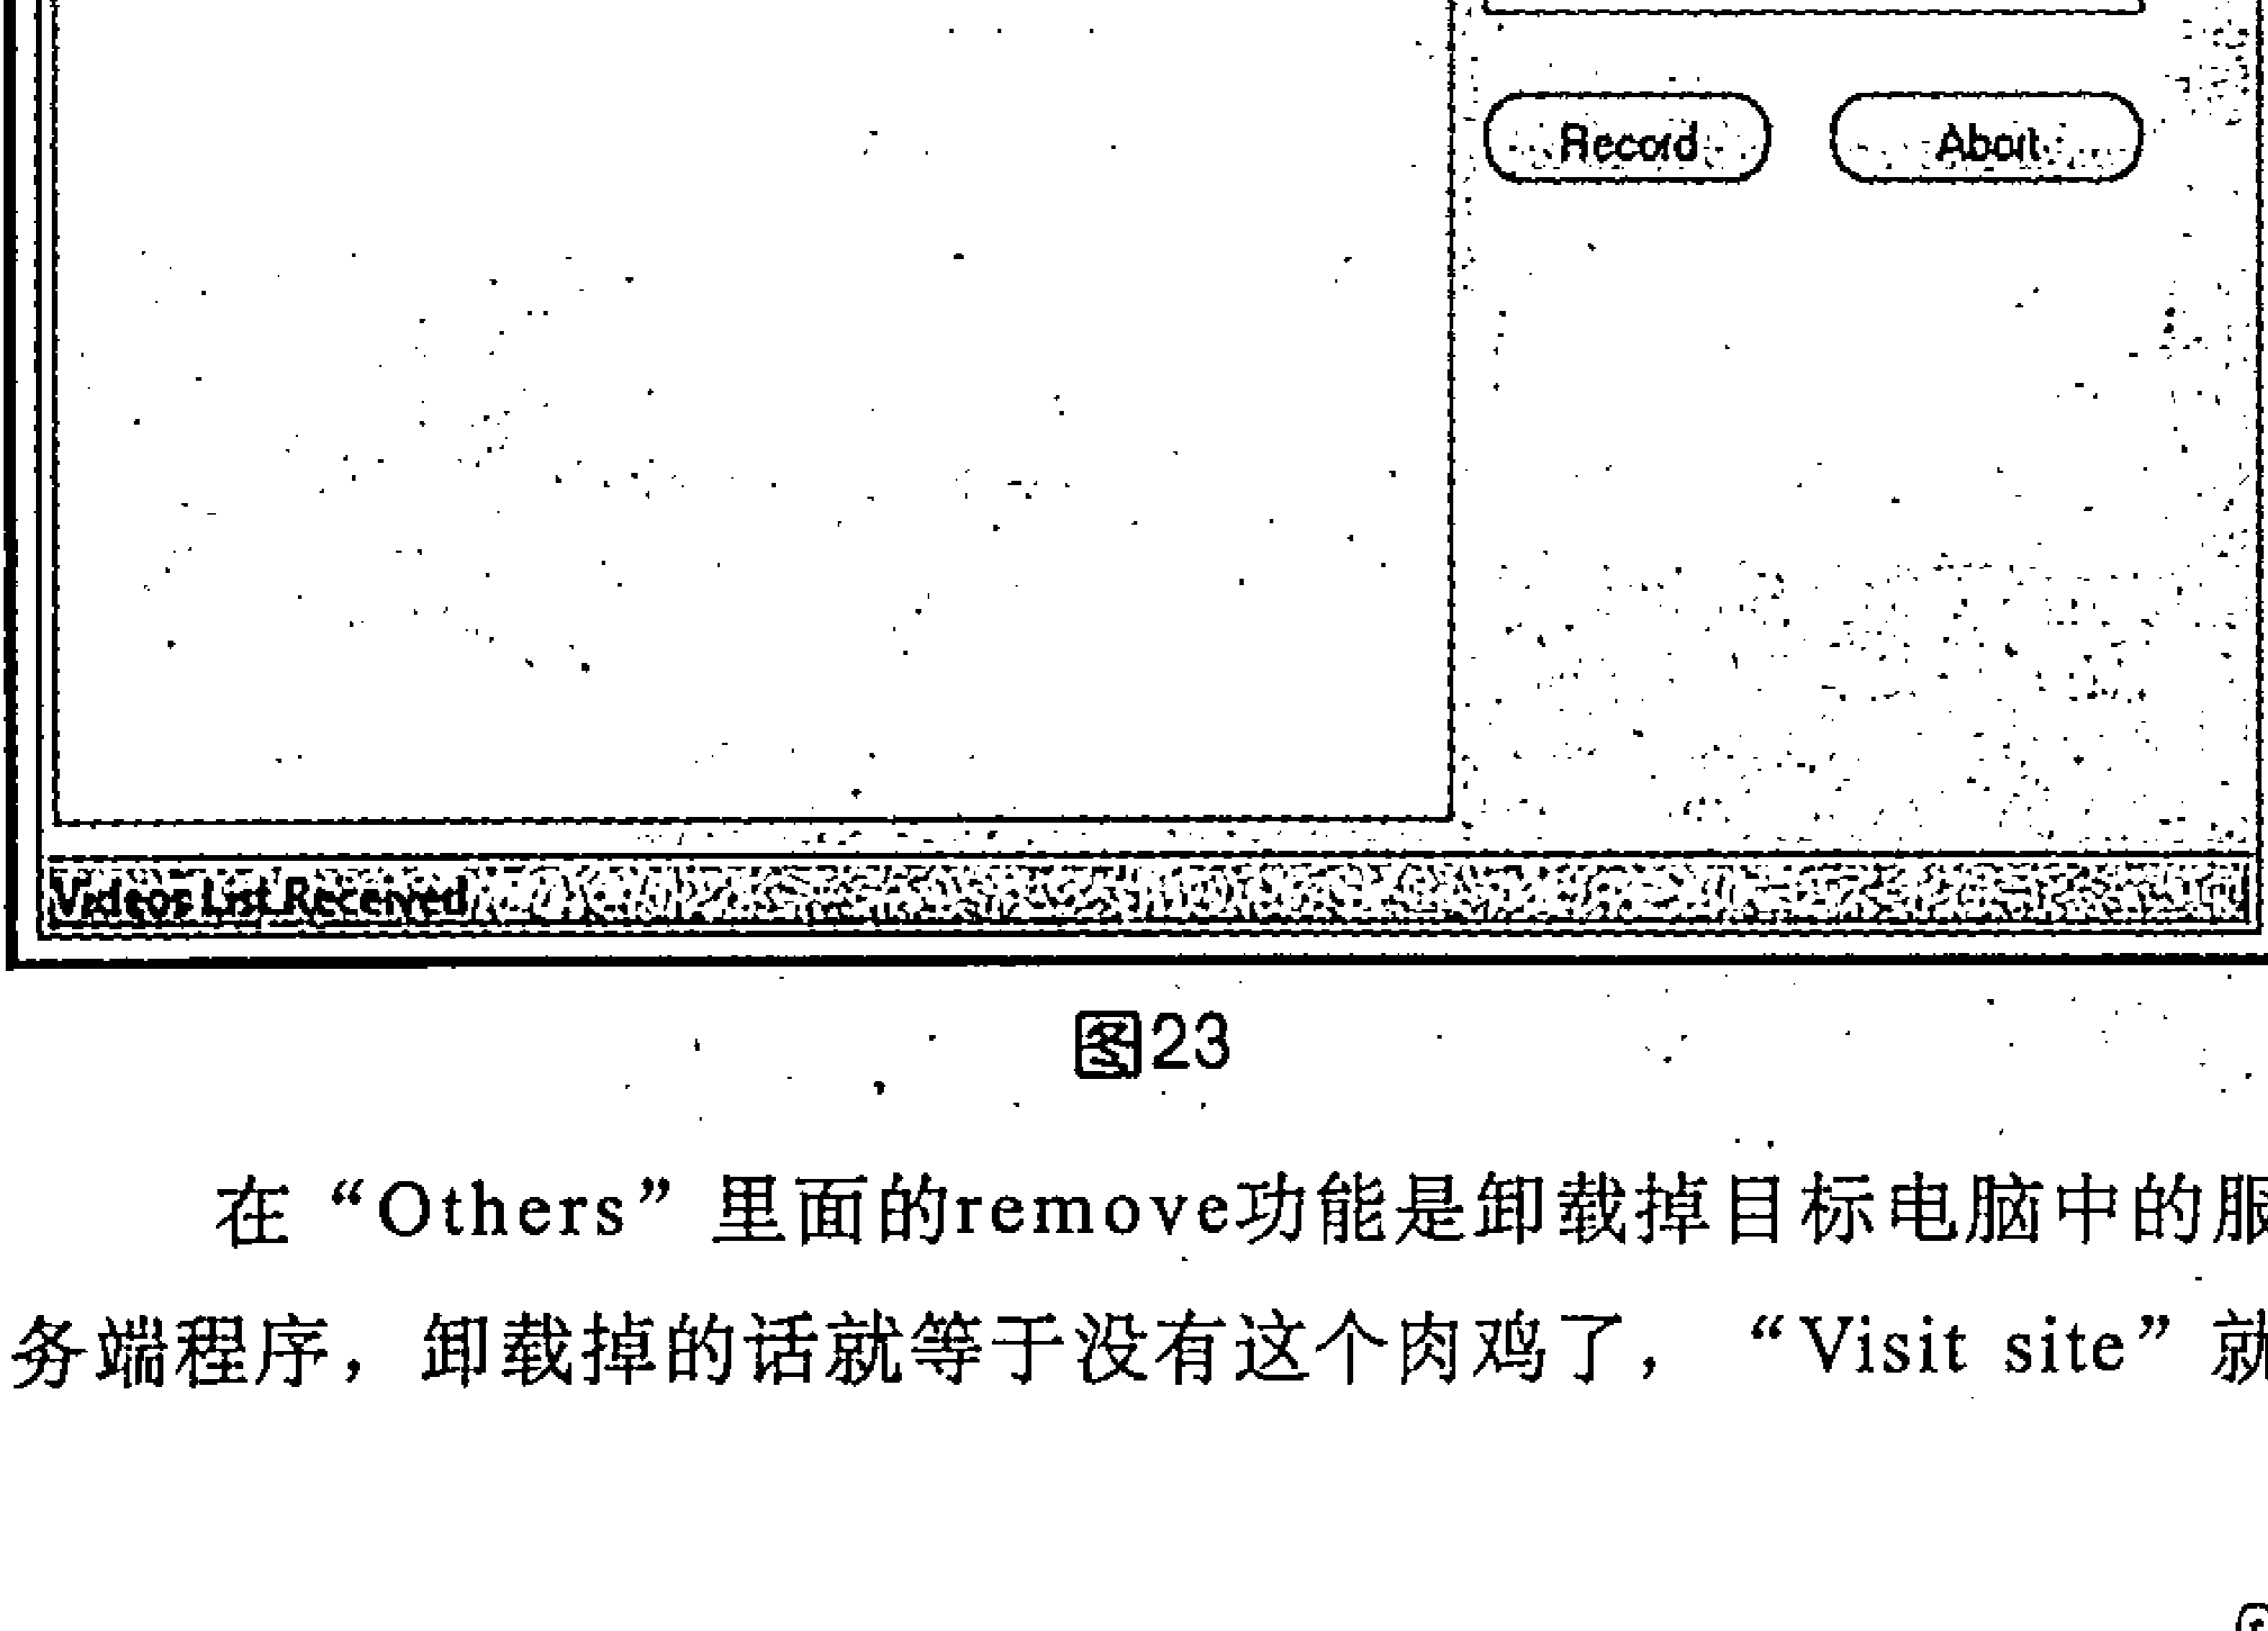 Record Abort
Videos List Received
图23
在“Others”里面的remove功能是卸载掉目标电脑中的服
务端程序，卸载掉的话就等于没有这个肉鸡了，“Visit site”就